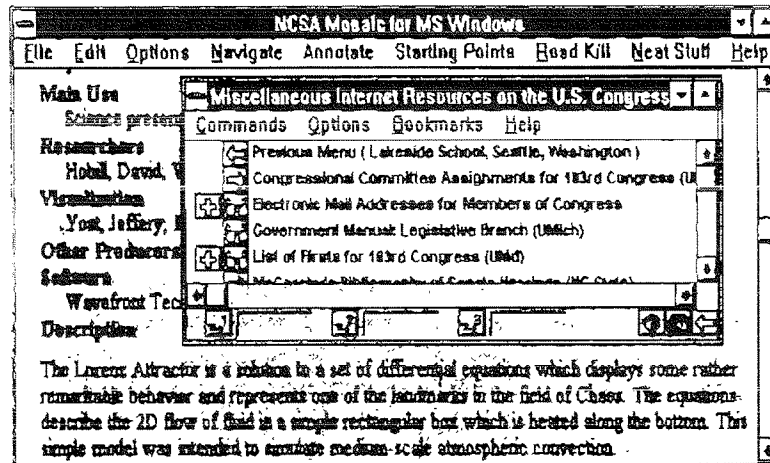 NCSA Mosaic for MS Windows
File Edit Options Navigate Annotate Starting Points Road Kill Neat Stuff Help
Main Use
Science
Miscellaneous Internet Resources on the U.S. Congress
Commands Options Bookmarks Help
Researchers
Hobill, David,
Previous Menu ( Lakeside School, Seattle, Washington )
Congressional Committee Assignments for 103rd Congress (U
Visualization
Electronic Mail Addresses for Members of Congress
Yost, Jeffery,
Government Manual: Legislative Branch (UMich)
Other Producers
List of Firsts for 103rd Congress (UMd)
Software
Wavefront Tec
Description
1 2 3
The Lorenz Attractor is a solution to a set of differential equations which displays some rather
remarkable behavior and represents one of the landmarks in the field of Chaos. The equations
describe the 2D flow of fluid in a simple rectangular box which is heated along the bottom. This
simple model was intended to simulate medium-scale atmospheric convection.